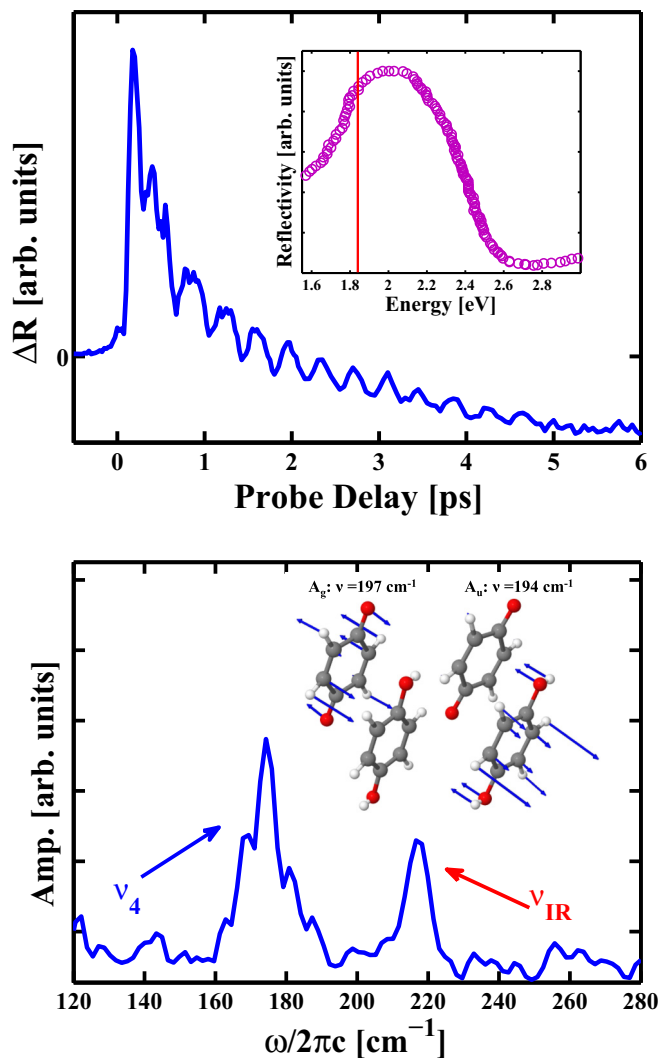 ΔR [arb. units]
0
Reflectivity [arb. units]
1.6 1.8 2 2.2 2.4 2.6 2.8
Energy [eV]
0 1 2 3 4 5 6
Probe Delay [ps]
Amp. [arb. units]
A_g: ν =197 cm⁻¹ A_u: ν =194 cm⁻¹
ν₄
ν_IR
120 140 160 180 200 220 240 260 280
ω/2πc [cm⁻¹]